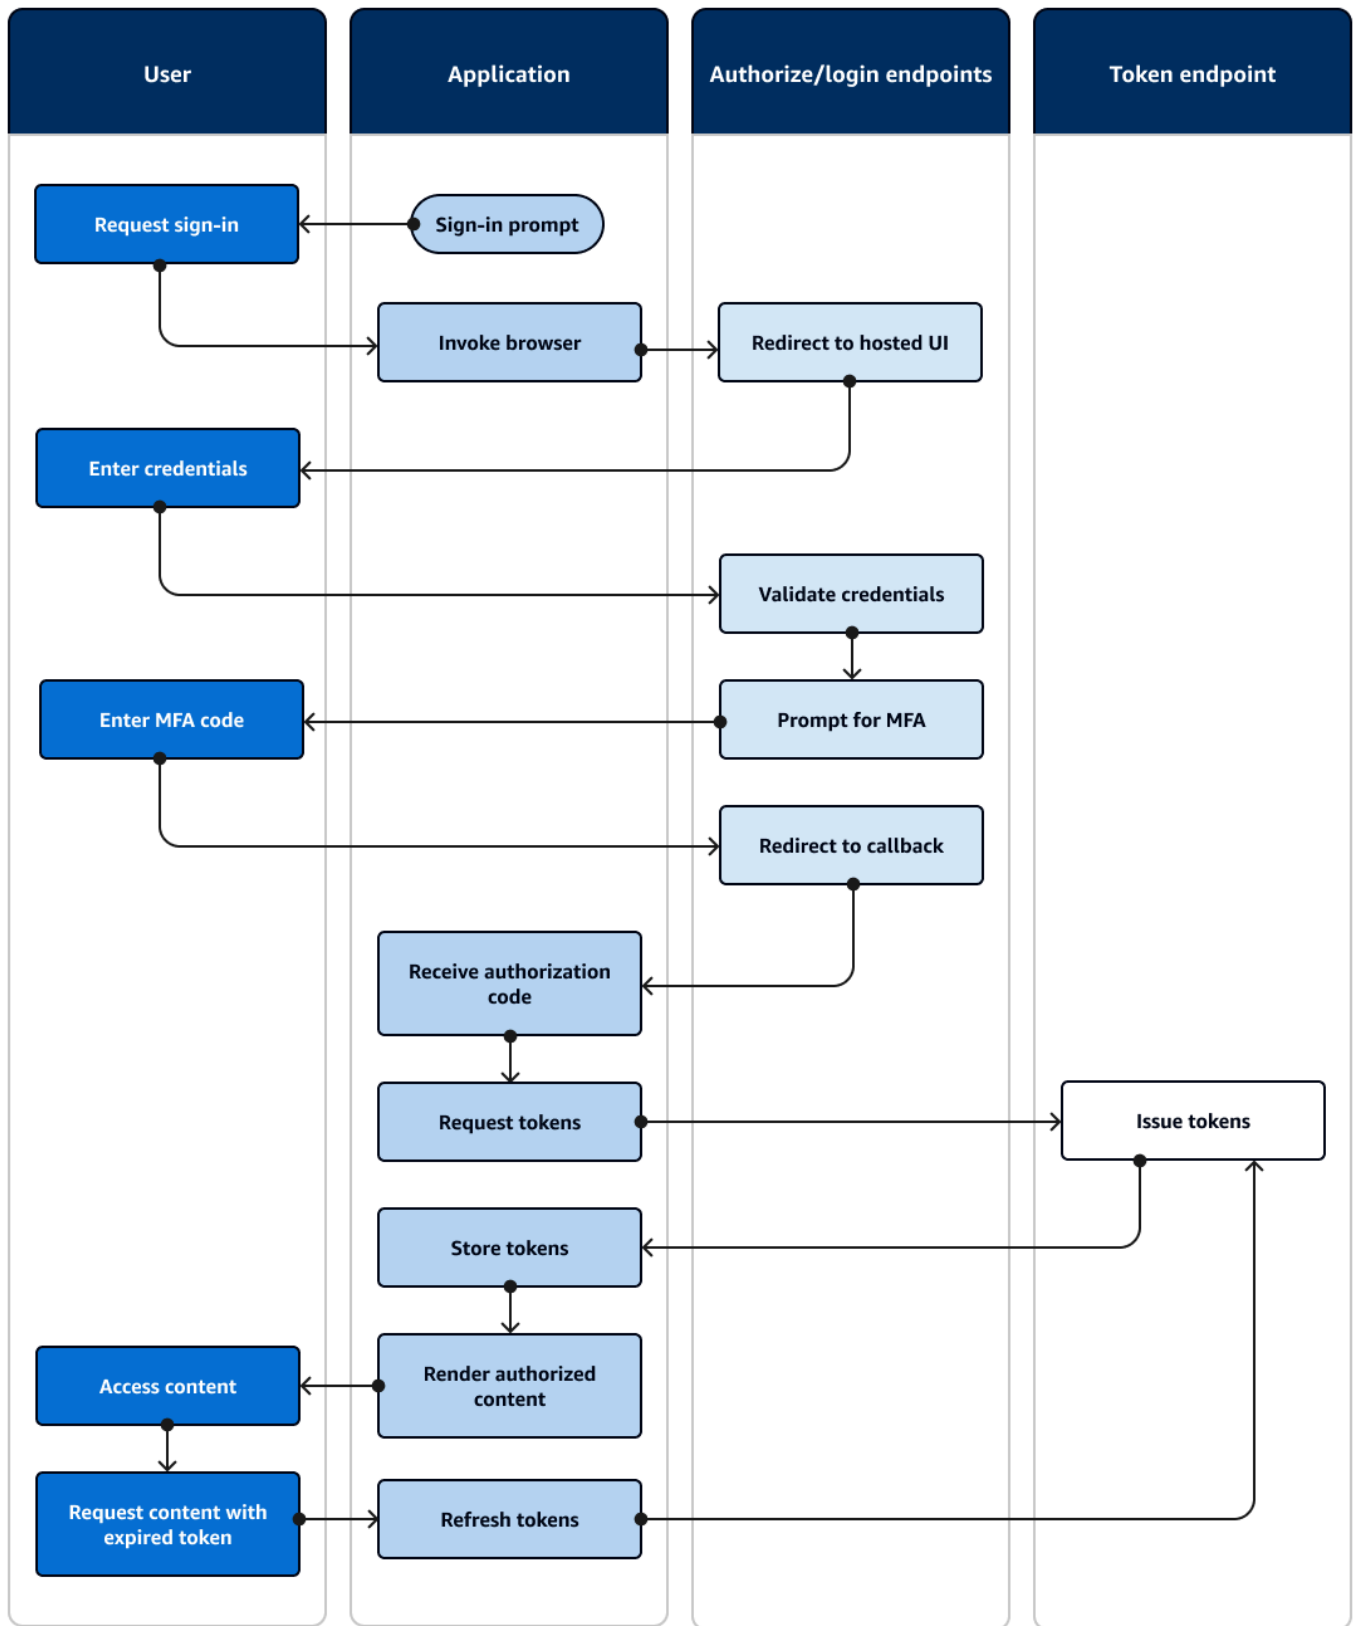 User
Application
Authorize/login endpoints
Token endpoint
Request sign-in
Sign-in prompt
Invoke browser
Redirect to hosted UI
Enter credentials
Validate credentials
Enter MFA code
Prompt for MFA
Redirect to callback
Receive authorization
code
Request tokens
Issue tokens
Store tokens
Access content
Render authorized
content
Request content with
expired token
Refresh tokens